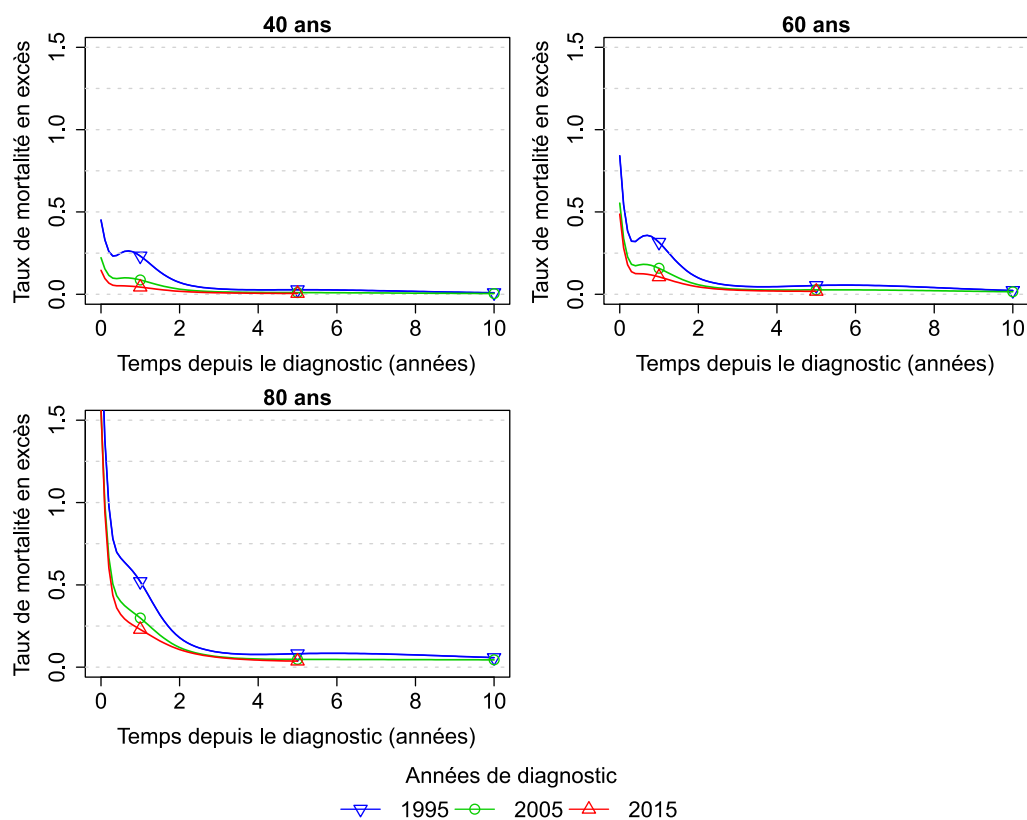 40 ans
Taux de mortalité en excès
1.5
1.0
0.5
0.0
0 2 4 6 8 10
Temps depuis le diagnostic (années)
60 ans
Taux de mortalité en excès
1.5
1.0
0.5
0.0
0 2 4 6 8 10
Temps depuis le diagnostic (années)
80 ans
Taux de mortalité en excès
1.5
1.0
0.5
0.0
0 2 4 6 8 10
Temps depuis le diagnostic (années)
Années de diagnostic
1995 2005 2015